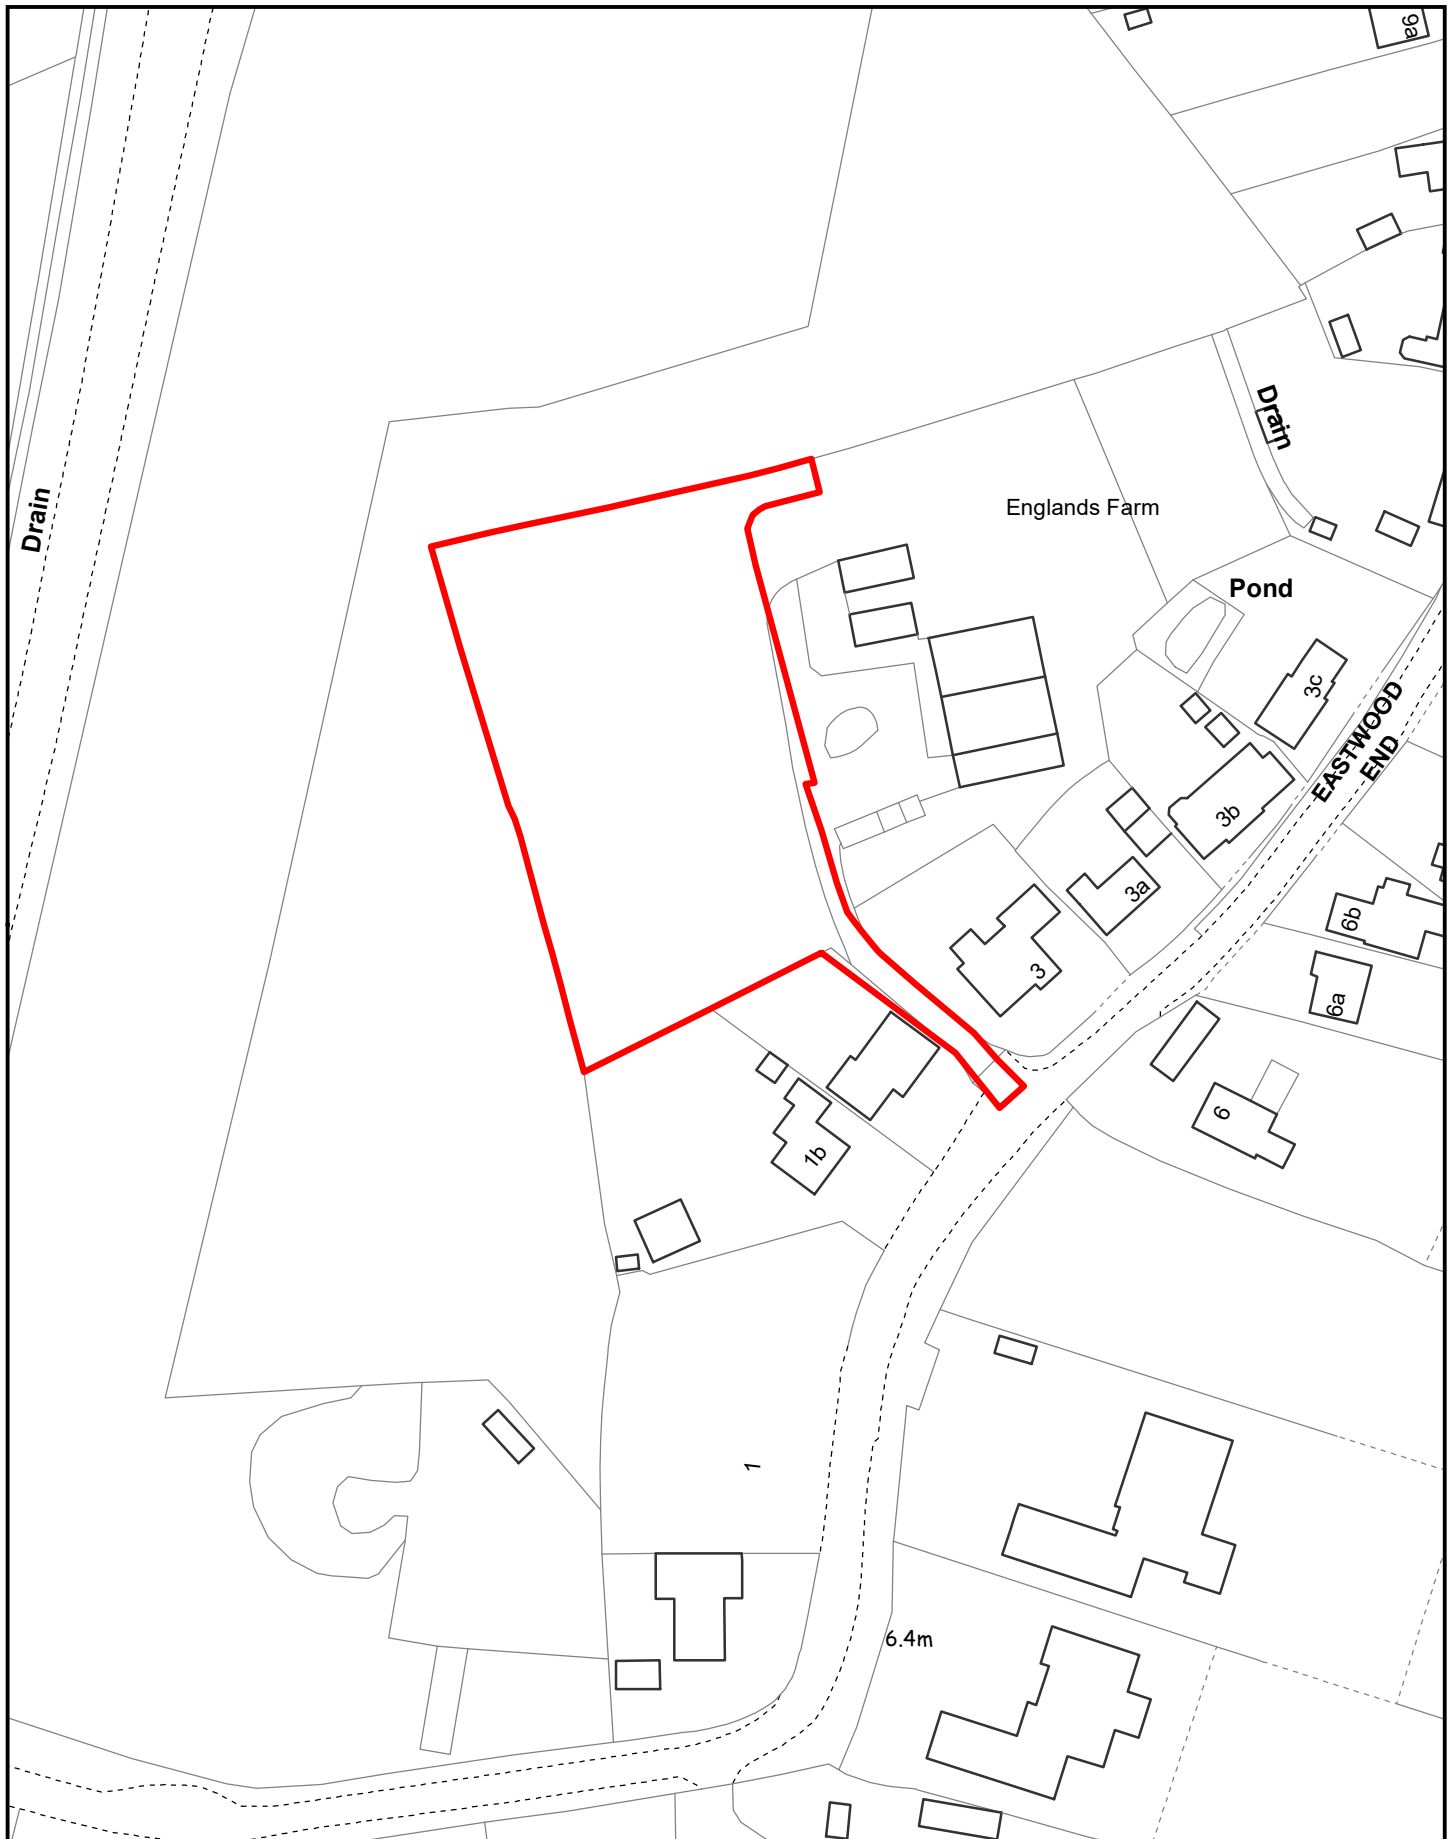 9a
Drain
Drain
Englands Farm
Pond
3c
EASTWOOD
END
3b
3a
6b
3
6a
6
1b
1
6.4m